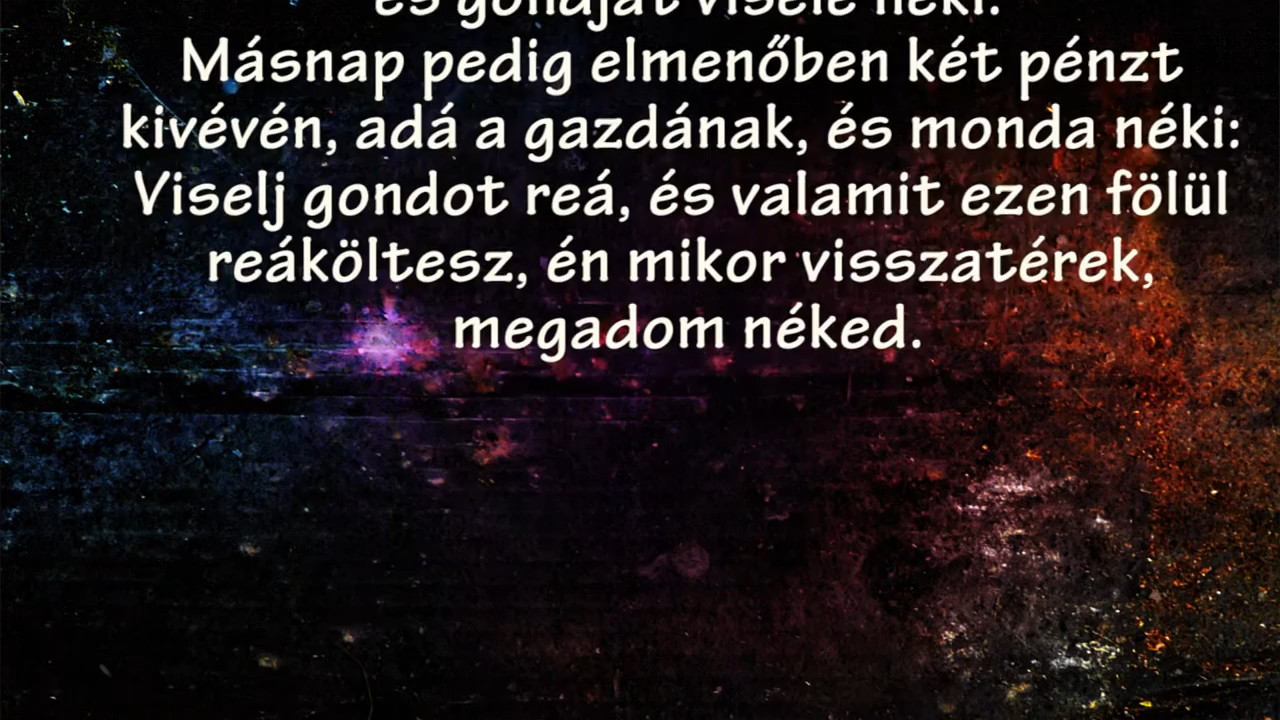 és gondját viselé néki.
Másnap pedig elmenőben két pénzt
kivévén, adá a gazdának, és monda néki:
Viselj gondot reá, és valamit ezen fölül
reáköltesz, én mikor visszatérek,
megadom néked.